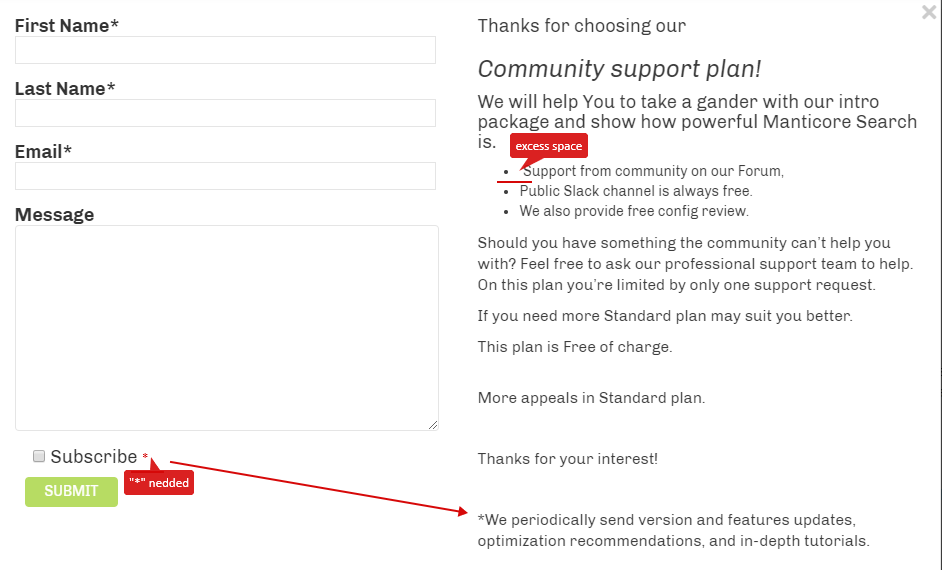 First Name*
Last Name*
Email*
Message
Subscribe *
"*" nedded
SUBMIT
Thanks for choosing our
Community support plan!
We will help You to take a gander with our intro
package and show how powerful Manticore Search
is.
excess space
• Support from community on our Forum,
• Public Slack channel is always free.
• We also provide free config review.
Should you have something the community can't help you
with? Feel free to ask our professional support team to help.
On this plan you're limited by only one support request.
If you need more Standard plan may suit you better.
This plan is Free of charge.
More appeals in Standard plan.
Thanks for your interest!
*We periodically send version and features updates,
optimization recommendations, and in-depth tutorials.